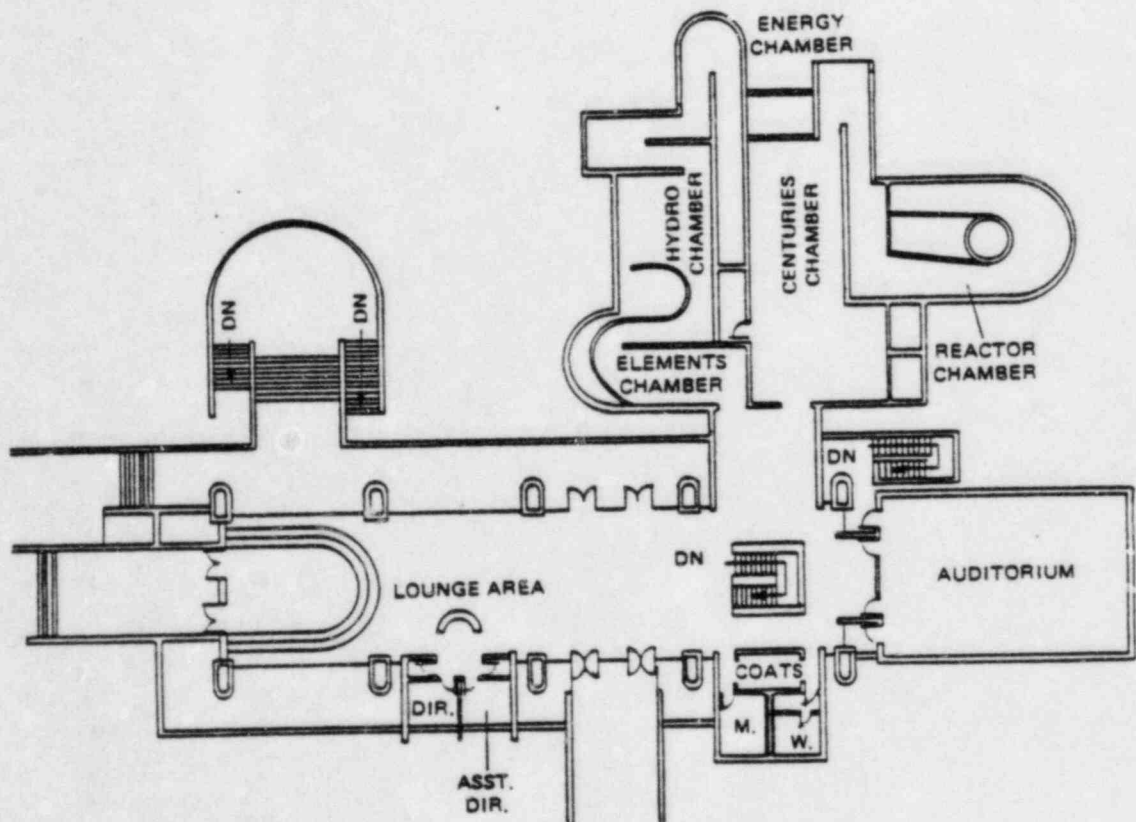 ENERGY
CHAMBER
HYDRO
CHAMBER
CENTURIES
CHAMBER
DN
DN
ELEMENTS
CHAMBER
REACTOR
CHAMBER
DN
DN
AUDITORIUM
LOUNGE AREA
COATS
DIR.
M.
W.
ASST.
DIR.